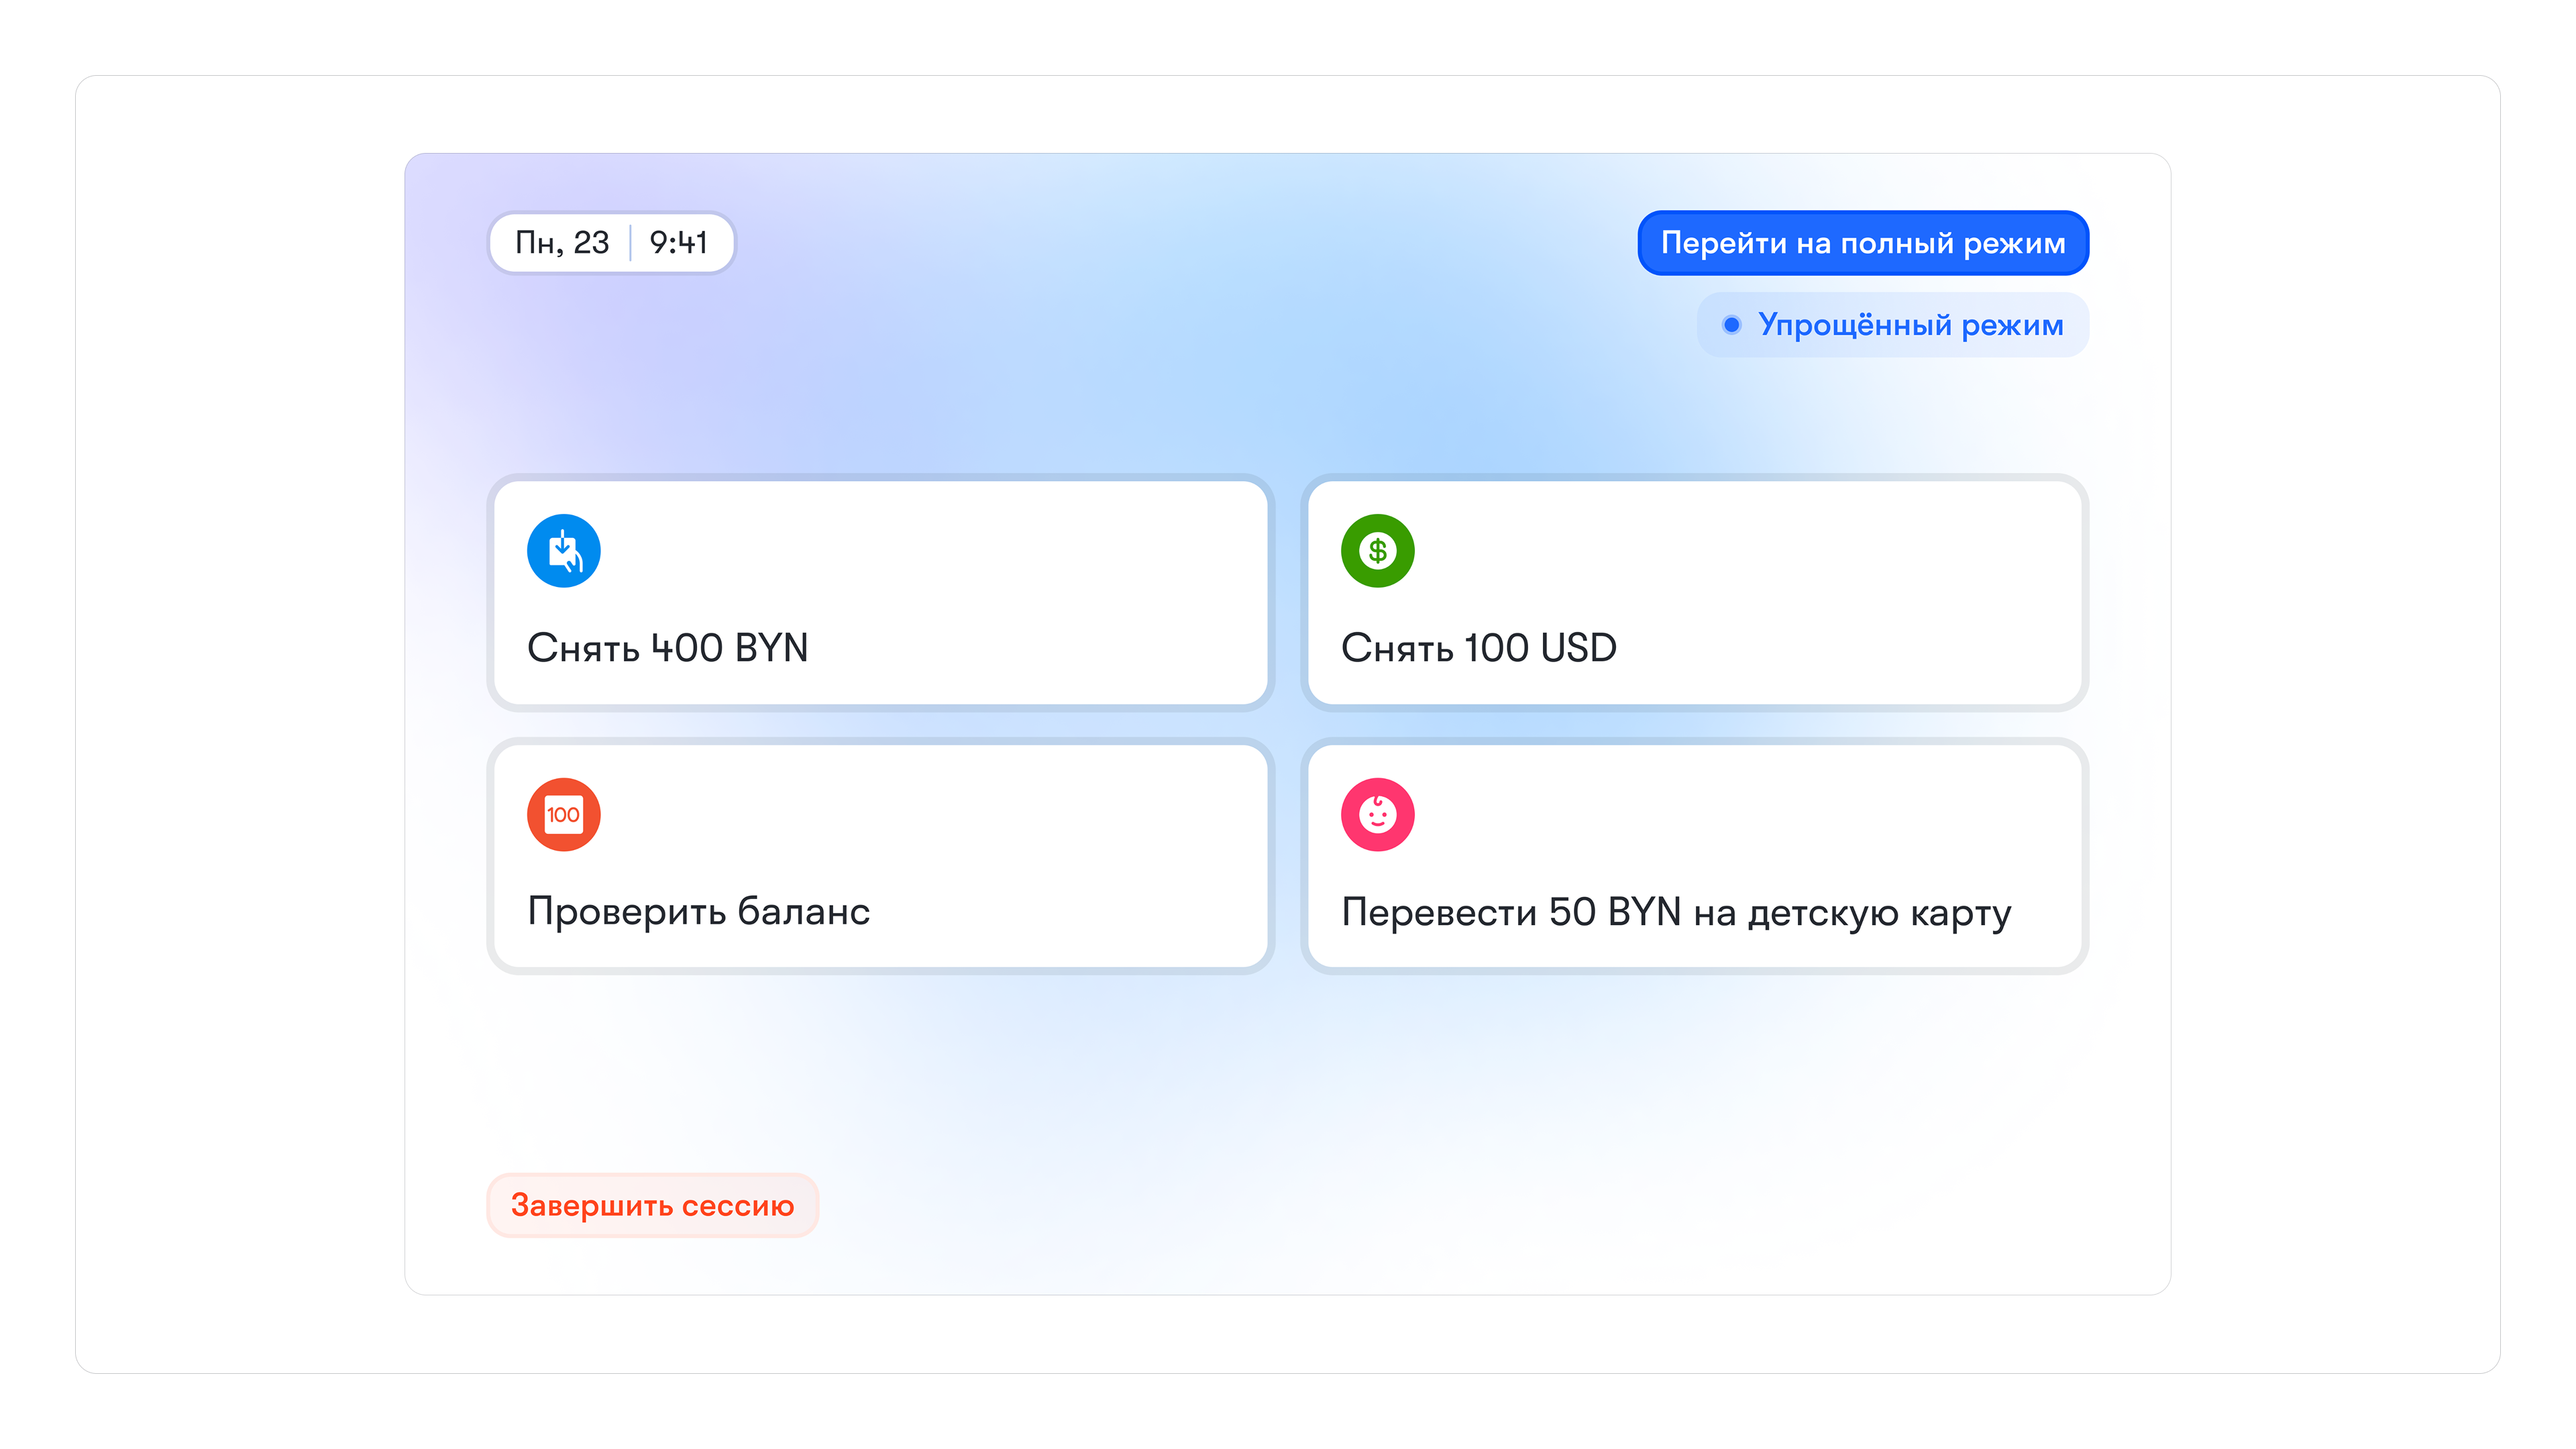 Пн, 23 9:41
Перейти на полный режим
Упрощённый режим
Снять 400 BYN
Снять 100 USD
100
Проверить баланс
Перевести 50 BYN на детскую карту
Завершить сессию